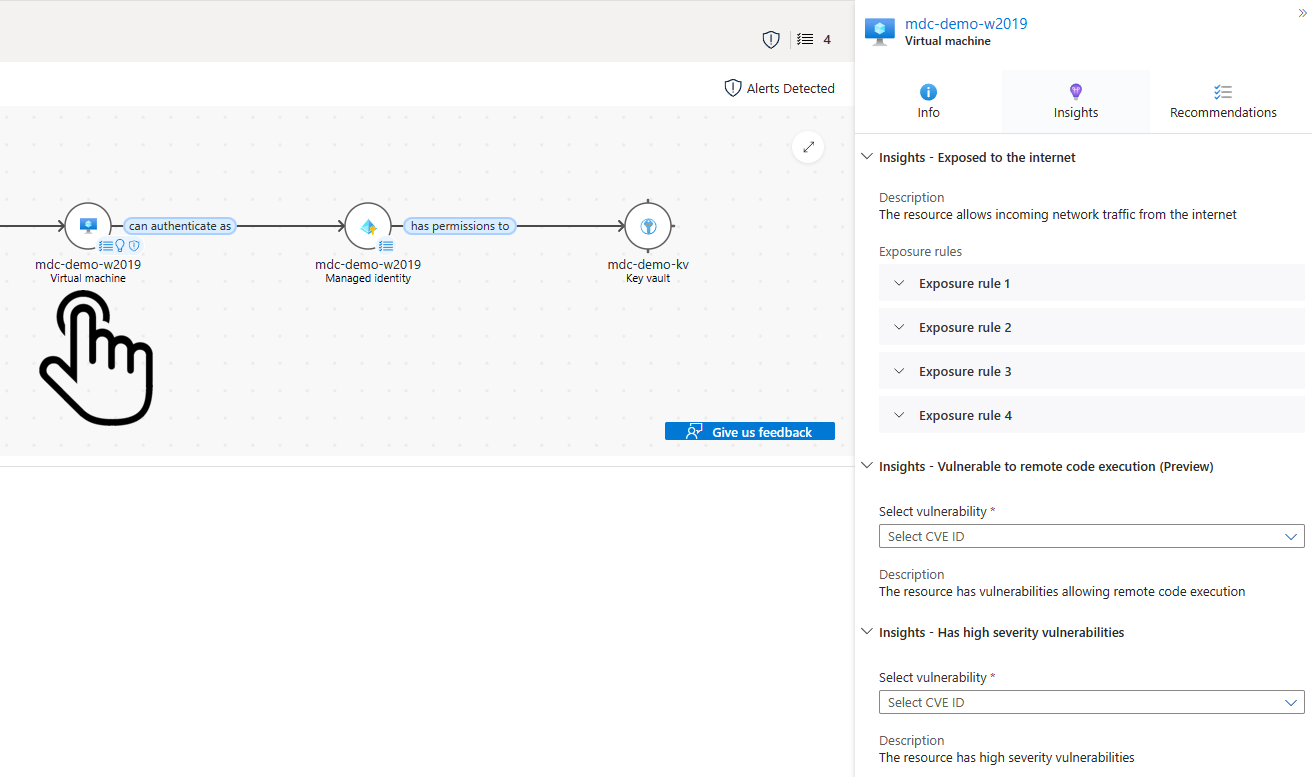 4
Alerts Detected
can authenticate as
has permissions to
mdc-demo-w2019
Virtual machine
mdc-demo-w2019
Managed identity
mdc-demo-kv
Key vault
Give us feedback
mdc-demo-w2019
Virtual machine
Info
Insights
Recommendations
Insights - Exposed to the internet
Description
The resource allows incoming network traffic from the internet
Exposure rules
Exposure rule 1
Exposure rule 2
Exposure rule 3
Exposure rule 4
Insights - Vulnerable to remote code execution (Preview)
Select vulnerability *
Select CVE ID
Description
The resource has vulnerabilities allowing remote code execution
Insights - Has high severity vulnerabilities
Select vulnerability *
Select CVE ID
Description
The resource has high severity vulnerabilities